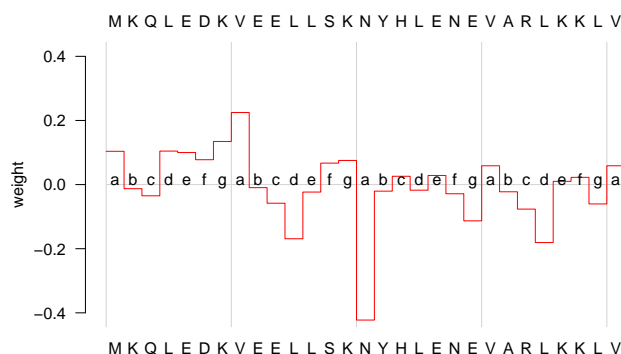 M K Q L E D K V E E L L S K N Y H L E N E V A R L K K L V
0.4
0.2
0.0
−0.2
−0.4
weight
a b c d e f g a b c d e f g a b c d e f g a b c d e f g a
M K Q L E D K V E E L L S K N Y H L E N E V A R L K K L V